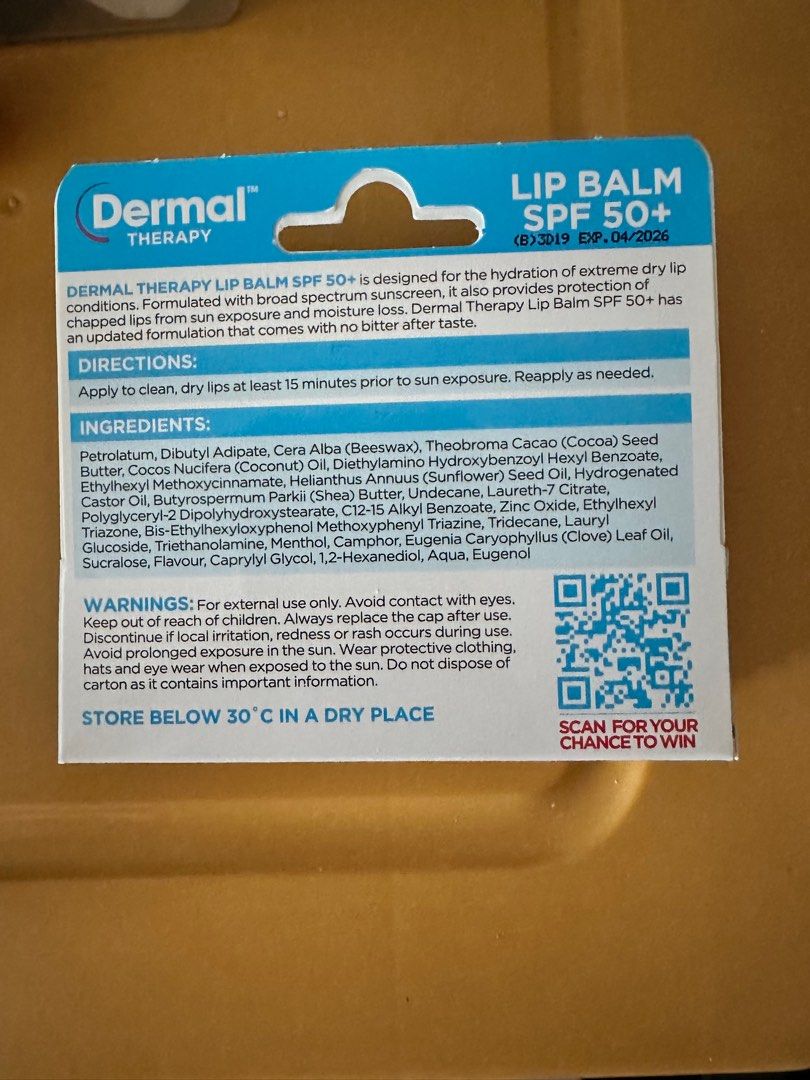 Dermal™
THERAPY
LIP BALM
SPF 50+
(B)3D19 EXP.04/2026
DERMAL THERAPY LIP BALM SPF 50+ is designed for the hydration of extreme dry lip
conditions. Formulated with broad spectrum sunscreen, it also provides protection of
chapped lips from sun exposure and moisture loss. Dermal Therapy Lip Balm SPF 50+ has
an updated formulation that comes with no bitter after taste.
DIRECTIONS:
Apply to clean, dry lips at least 15 minutes prior to sun exposure. Reapply as needed.
INGREDIENTS:
Petrolatum, Dibutyl Adipate, Cera Alba (Beeswax), Theobroma Cacao (Cocoa) Seed
Butter, Cocos Nucifera (Coconut) Oil, Diethylamino Hydroxybenzoyl Hexyl Benzoate,
Ethylhexyl Methoxycinnamate, Helianthus Annuus (Sunflower) Seed Oil, Hydrogenated
Castor Oil, Butyrospermum Parkii (Shea) Butter, Undecane, Laureth-7 Citrate,
Polyglyceryl-2 Dipolyhydroxystearate, C12-15 Alkyl Benzoate, Zinc Oxide, Ethylhexyl
Triazone, Bis-Ethylhexyloxyphenol Methoxyphenyl Triazine, Tridecane, Lauryl
Glucoside, Triethanolamine, Menthol, Camphor, Eugenia Caryophyllus (Clove) Leaf Oil,
Sucralose, Flavour, Caprylyl Glycol, 1,2-Hexanediol, Aqua, Eugenol
WARNINGS: For external use only. Avoid contact with eyes.
Keep out of reach of children. Always replace the cap after use.
Discontinue if local irritation, redness or rash occurs during use.
Avoid prolonged exposure in the sun. Wear protective clothing,
hats and eye wear when exposed to the sun. Do not dispose of
carton as it contains important information.
STORE BELOW 30°C IN A DRY PLACE
SCAN FOR YOUR
CHANCE TO WIN